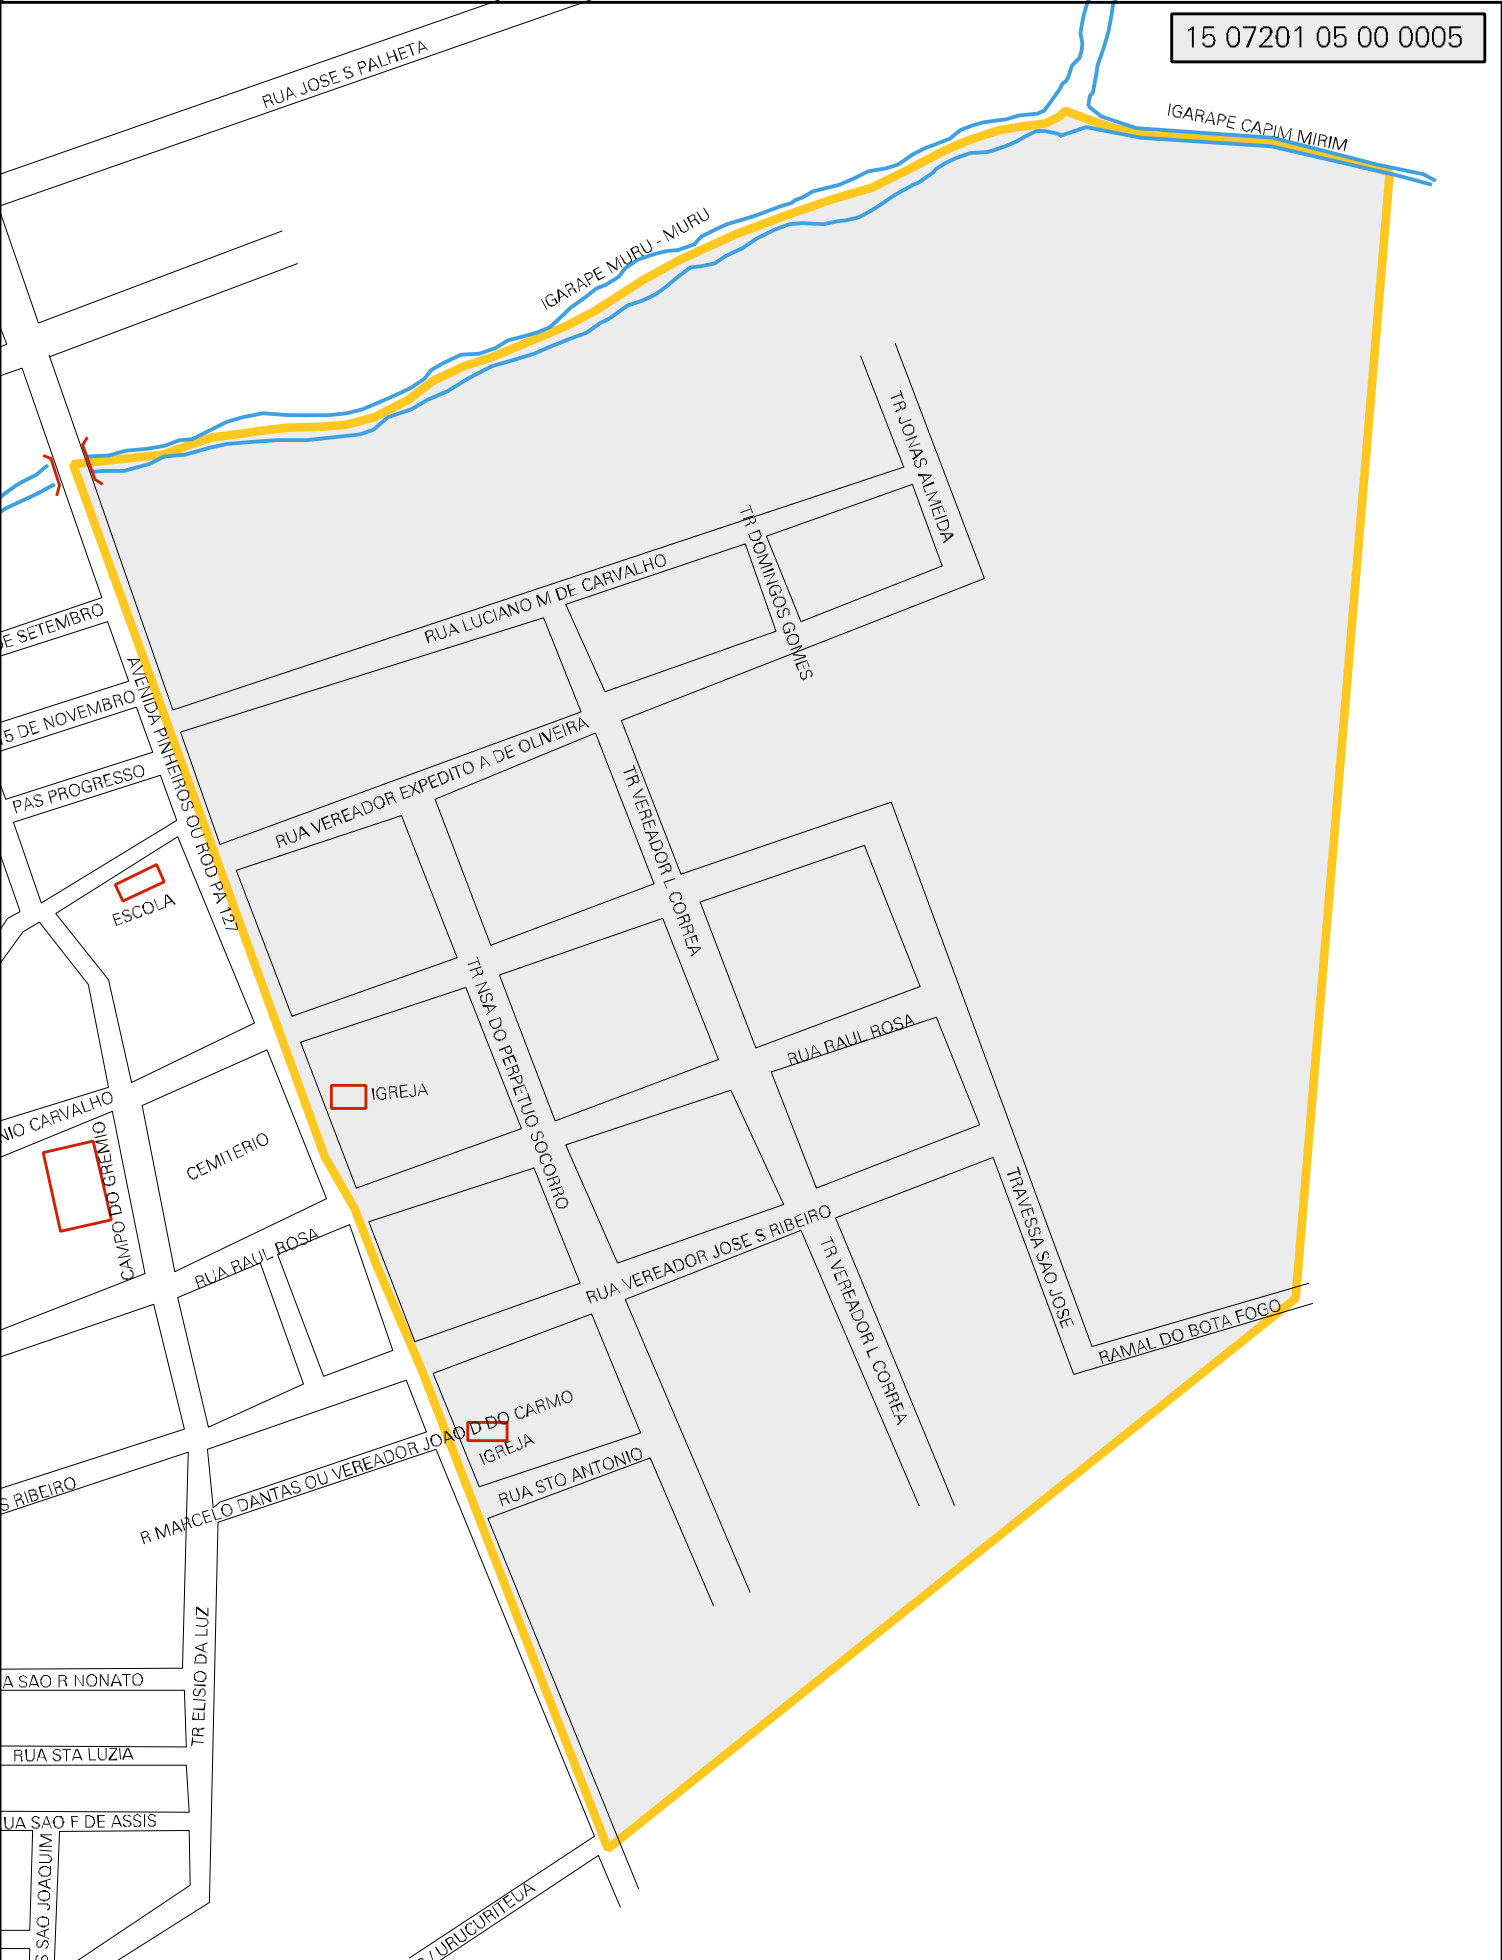 15 07201 05 00 0005
RUA JOSE S PALHETA
IGARAPE CAPIM MIRIM
IGARAPE MURU - MURU
TR JONAS ALMEIDA
TR DOMINGOS GOMES
RUA LUCIANO M DE CARVALHO
E SETEMBRO
AVENIDA PINHEIROS OU ROD PA 127
5 DE NOVEMBRO
RUA VEREADOR EXPEDITO A DE OLIVEIRA
PAS PROGRESSO
TR VEREADOR L CORREA
ESCOLA
TR NSA DO PERPETUO SOCORRO
RUA RAUL ROSA
IGREJA
NIO CARVALHO
CAMPO DO GREMIO
CEMITERIO
TRAVESSA SAO JOSE
RUA VEREADOR JOSE S RIBEIRO
RUA RAUL ROSA
TR VEREADOR L CORREA
RAMAL DO BOTA FOGO
R MARCELO DANTAS OU VEREADOR JOAO D DO CARMO
IGREJA
RUA STO ANTONIO
S RIBEIRO
TR ELISIO DA LUZ
A SAO R NONATO
RUA STA LUZIA
UA SAO F DE ASSIS
S SAO JOAQUIM
/ URUCURITEUA